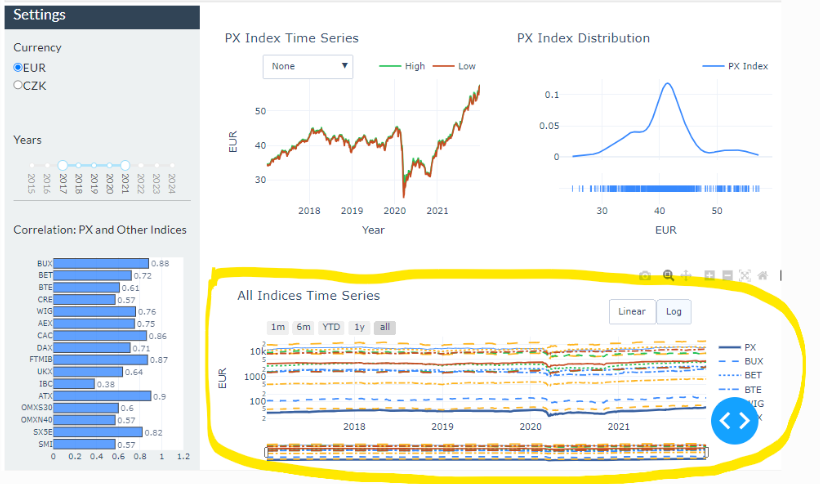 Settings
Currency
EUR
CZK
Years
2015
2016
2017
2018
2019
2020
2021
2022
2023
2024
Correlation: PX and Other Indices
BUX 0.88
BET 0.72
BTE 0.61
CRE 0.57
WIG 0.76
AEX 0.75
CAC 0.86
DAX 0.71
FTMIB 0.87
UKX 0.64
IBC 0.38
ATX 0.9
OMXS30 0.6
OMXN40 0.57
SX5E 0.82
SMI 0.57
0 0.2 0.4 0.6 0.8 1 1.2
PX Index Time Series
None
High Low
50
40
30
EUR
2018 2019 2020 2021
Year
PX Index Distribution
PX Index
0.1
0.05
0
30 40 50
EUR
All Indices Time Series
Linear Log
1m 6m YTD 1y all
2
10k
5
2
1000
5
2
100
5
2
EUR
2018 2019 2020 2021
PX
BUX
BET
BTE